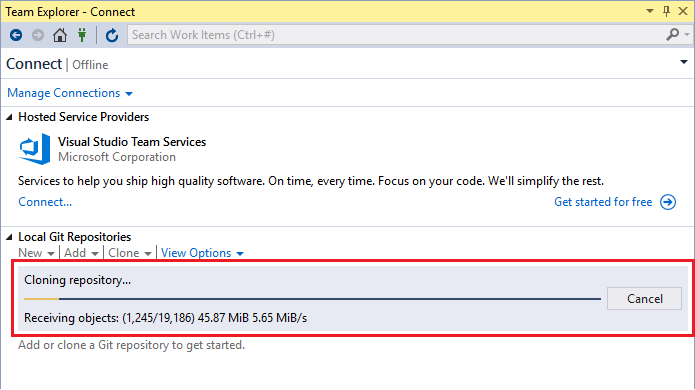 Team Explorer - Connect
Search Work Items (Ctrl+#)
Connect | Offline
Manage Connections
Hosted Service Providers
Visual Studio Team Services
Microsoft Corporation
Services to help you ship high quality software. On time, every time. Focus on your code. We'll simplify the rest.
Connect... Get started for free
Local Git Repositories
New | Add | Clone | View Options
Cloning repository...
Cancel
Receiving objects: (1,245/19,186) 45.87 MiB 5.65 MiB/s
Add or clone a Git repository to get started.